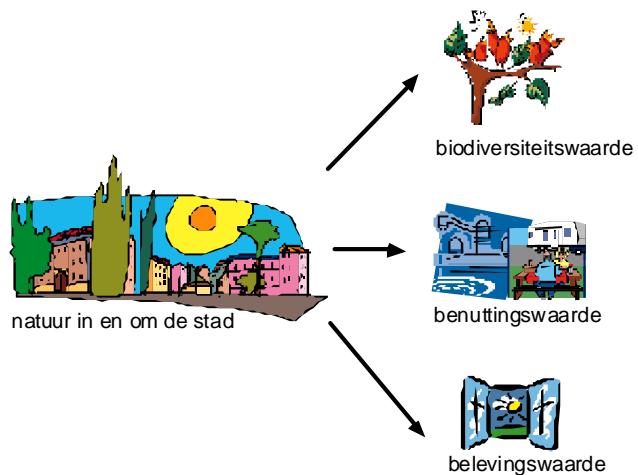 biodiversiteitswaarde
natuur in en om de stad
benuttingswaarde
belevingswaarde